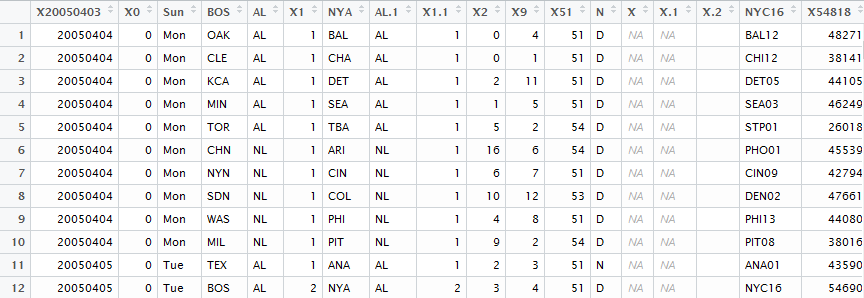 X20050403 X0 Sun BOS AL X1 NYA AL.1 X1.1 X2 X9 X51 N X X.1 X.2 NYC16 X54818
1 20050404 0 Mon OAK AL 1 BAL AL 1 0 4 51 D NA NA BAL12 48271
2 20050404 0 Mon CLE AL 1 CHA AL 1 0 1 51 D NA NA CHI12 38141
3 20050404 0 Mon KCA AL 1 DET AL 1 2 11 51 D NA NA DET05 44105
4 20050404 0 Mon MIN AL 1 SEA AL 1 1 5 51 D NA NA SEA03 46249
5 20050404 0 Mon TOR AL 1 TBA AL 1 5 2 54 D NA NA STP01 26018
6 20050404 0 Mon CHN NL 1 ARI NL 1 16 6 54 D NA NA PHO01 45539
7 20050404 0 Mon NYN NL 1 CIN NL 1 6 7 51 D NA NA CIN09 42794
8 20050404 0 Mon SDN NL 1 COL NL 1 10 12 53 D NA NA DEN02 47661
9 20050404 0 Mon WAS NL 1 PHI NL 1 4 8 51 D NA NA PHI13 44080
10 20050404 0 Mon MIL NL 1 PIT NL 1 9 2 54 D NA NA PIT08 38016
11 20050405 0 Tue TEX AL 1 ANA AL 1 2 3 51 N NA NA ANA01 43590
12 20050405 0 Tue BOS AL 2 NYA AL 2 3 4 51 D NA NA NYC16 54690